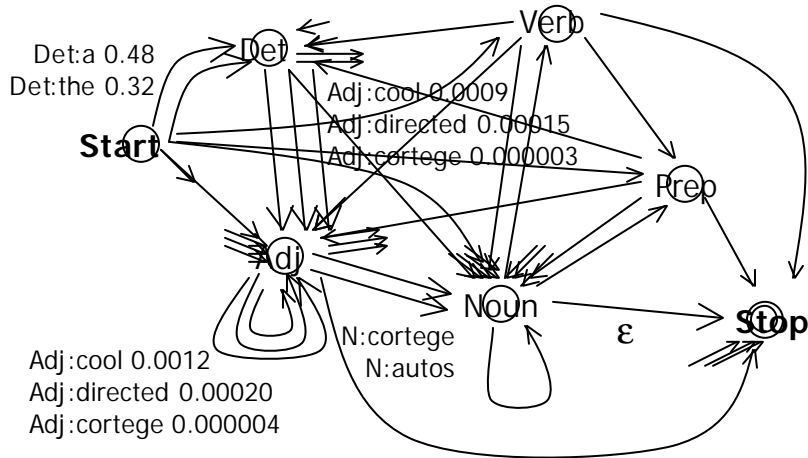 Verb
Det:a 0.48
Det
Det:the 0.32
Adj:cool 0.0009
Adj:directed 0.00015
Start
Adj:cortege 0.000003
Prep
Adj
Noun
Stop
ε
N:cortege
N:autos
Adj:cool 0.0012
Adj:directed 0.00020
Adj:cortege 0.000004